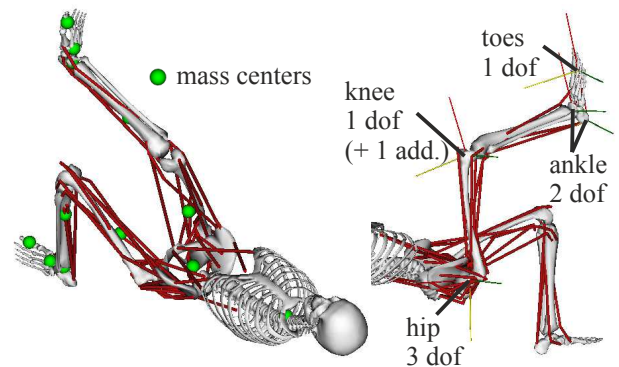 mass centers
toes
1 dof
knee
1 dof
(+ 1 add.)
ankle
2 dof
hip
3 dof